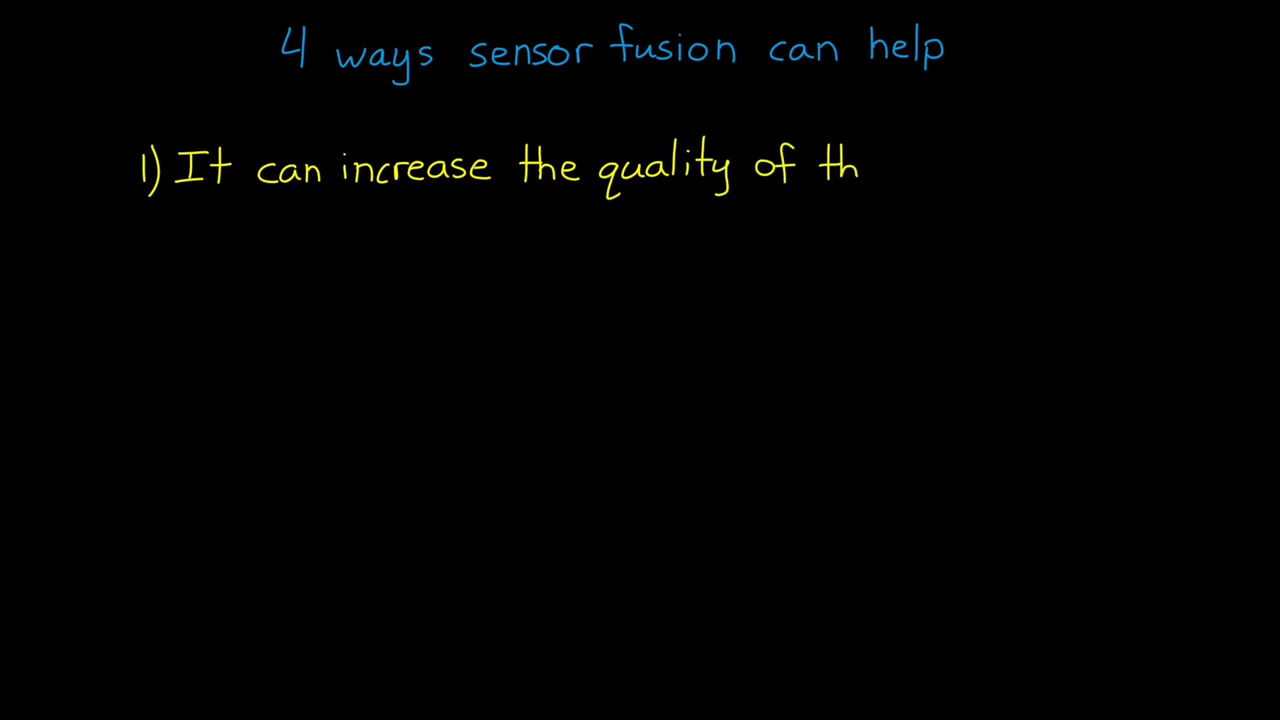 4 ways sensor fusion can help
1) It can increase the quality of th